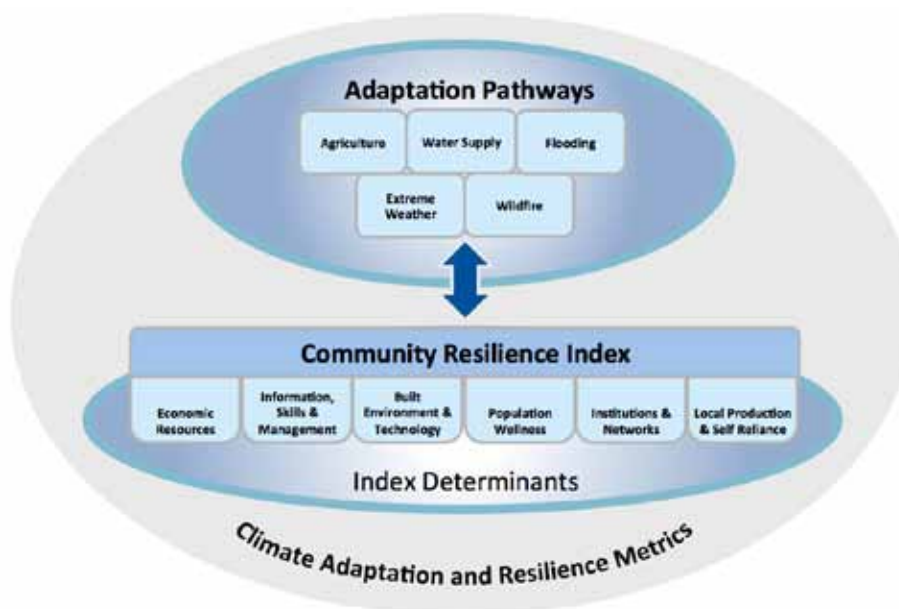 Adaptation Pathways
Agriculture
Water Supply
Flooding
Extreme
Weather
Wildfire
Community Resilience Index
Economic
Resources
Information,
Skills &
Management
Built
Environment &
Technology
Population
Wellness
Institutions &
Networks
Local Production
& Self Reliance
Index Determinants
Climate Adaptation and Resilience Metrics